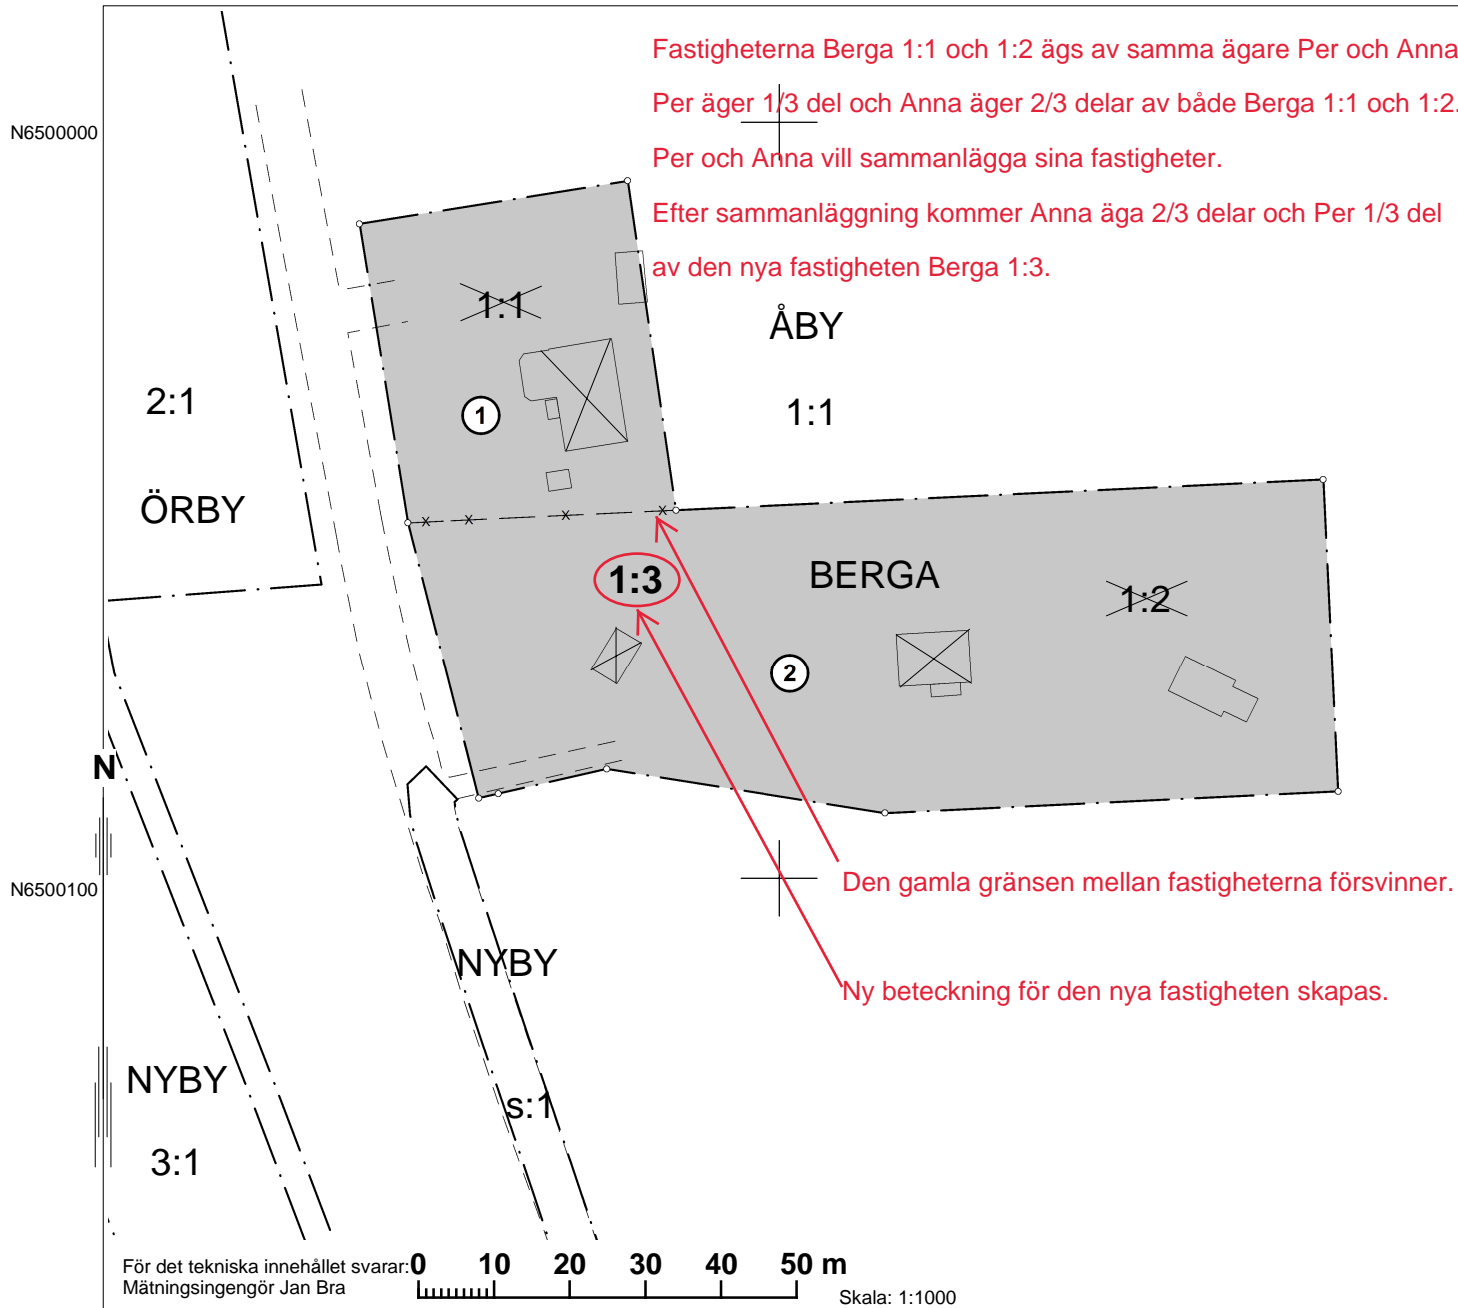 Fastigheterna Berga 1:1 och 1:2 ägs av samma ägare Per och Anna
N6500000
Per äger 1/3 del och Anna äger 2/3 delar av både Berga 1:1 och 1:2.
Per och Anna vill sammanlägga sina fastigheter.
Efter sammanläggning kommer Anna äga 2/3 delar och Per 1/3 del
av den nya fastigheten Berga 1:3.
1:1
ÅBY
2:1
1:1
1
ÖRBY
1:3
BERGA
1:2
2
N
N6500100
Den gamla gränsen mellan fastigheterna försvinner.
NYBY
Ny beteckning för den nya fastigheten skapas.
NYBY
s:1
3:1
För det tekniska innehållet svarar:
Mätningsingengör Jan Bra
0 10 20 30 40 50 m
Skala: 1:1000